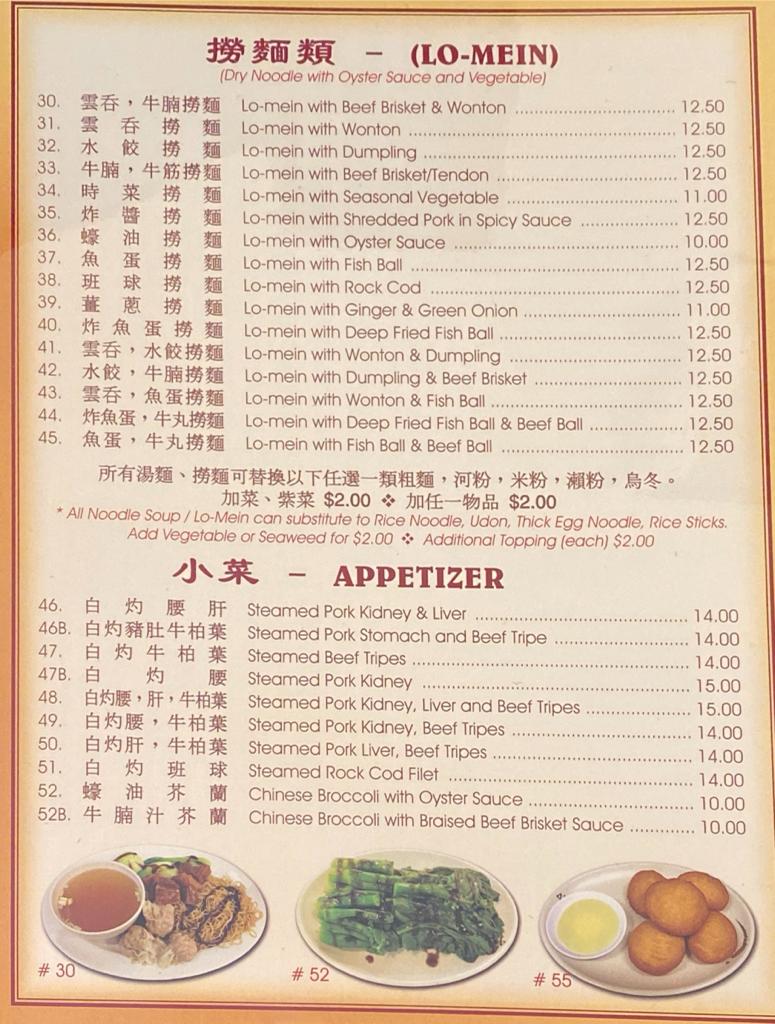 撈麵類 – (LO-MEIN)
(Dry Noodle with Oyster Sauce and Vegetable)
30. 雲吞，牛腩撈麵 Lo-mein with Beef Brisket & Wonton 12.50
31. 雲吞撈麵 Lo-mein with Wonton 12.50
32. 水餃撈麵 Lo-mein with Dumpling 12.50
33. 牛腩，牛筋撈麵 Lo-mein with Beef Brisket/Tendon 12.50
34. 時菜撈麵 Lo-mein with Seasonal Vegetable 11.00
35. 炸醬撈麵 Lo-mein with Shredded Pork in Spicy Sauce 12.50
36. 蠔油撈麵 Lo-mein with Oyster Sauce 10.00
37. 魚蛋撈麵 Lo-mein with Fish Ball 12.50
38. 班球撈麵 Lo-mein with Rock Cod 12.50
39. 薑蔥撈麵 Lo-mein with Ginger & Green Onion 11.00
40. 炸魚蛋撈麵 Lo-mein with Deep Fried Fish Ball 12.50
41. 雲吞，水餃撈麵 Lo-mein with Wonton & Dumpling 12.50
42. 水餃，牛腩撈麵 Lo-mein with Dumpling & Beef Brisket 12.50
43. 雲吞，魚蛋撈麵 Lo-mein with Wonton & Fish Ball 12.50
44. 炸魚蛋，牛丸撈麵 Lo-mein with Deep Fried Fish Ball & Beef Ball 12.50
45. 魚蛋，牛丸撈麵 Lo-mein with Fish Ball & Beef Ball 12.50
所有湯麵、撈麵可替換以下任選一類粗麵，河粉，米粉，瀨粉，烏冬。
加菜、紫菜 $2.00 ❖ 加任一物品 $2.00
* All Noodle Soup / Lo-Mein can substitute to Rice Noodle, Udon, Thick Egg Noodle, Rice Sticks.
Add Vegetable or Seaweed for $2.00 ❖ Additional Topping (each) $2.00
小菜 – APPETIZER
46. 白灼腰肝 Steamed Pork Kidney & Liver 14.00
46B. 白灼豬肚牛柏葉 Steamed Pork Stomach and Beef Tripe 14.00
47. 白灼牛柏葉 Steamed Beef Tripes 14.00
47B. 白灼腰 Steamed Pork Kidney 15.00
48. 白灼腰，肝，牛柏葉 Steamed Pork Kidney, Liver and Beef Tripes 15.00
49. 白灼腰，牛柏葉 Steamed Pork Kidney, Beef Tripes 14.00
50. 白灼肝，牛柏葉 Steamed Pork Liver, Beef Tripes 14.00
51. 白灼班球 Steamed Rock Cod Filet 14.00
52. 蠔油芥蘭 Chinese Broccoli with Oyster Sauce 10.00
52B. 牛腩汁芥蘭 Chinese Broccoli with Braised Beef Brisket Sauce 10.00
# 30
# 52
# 55